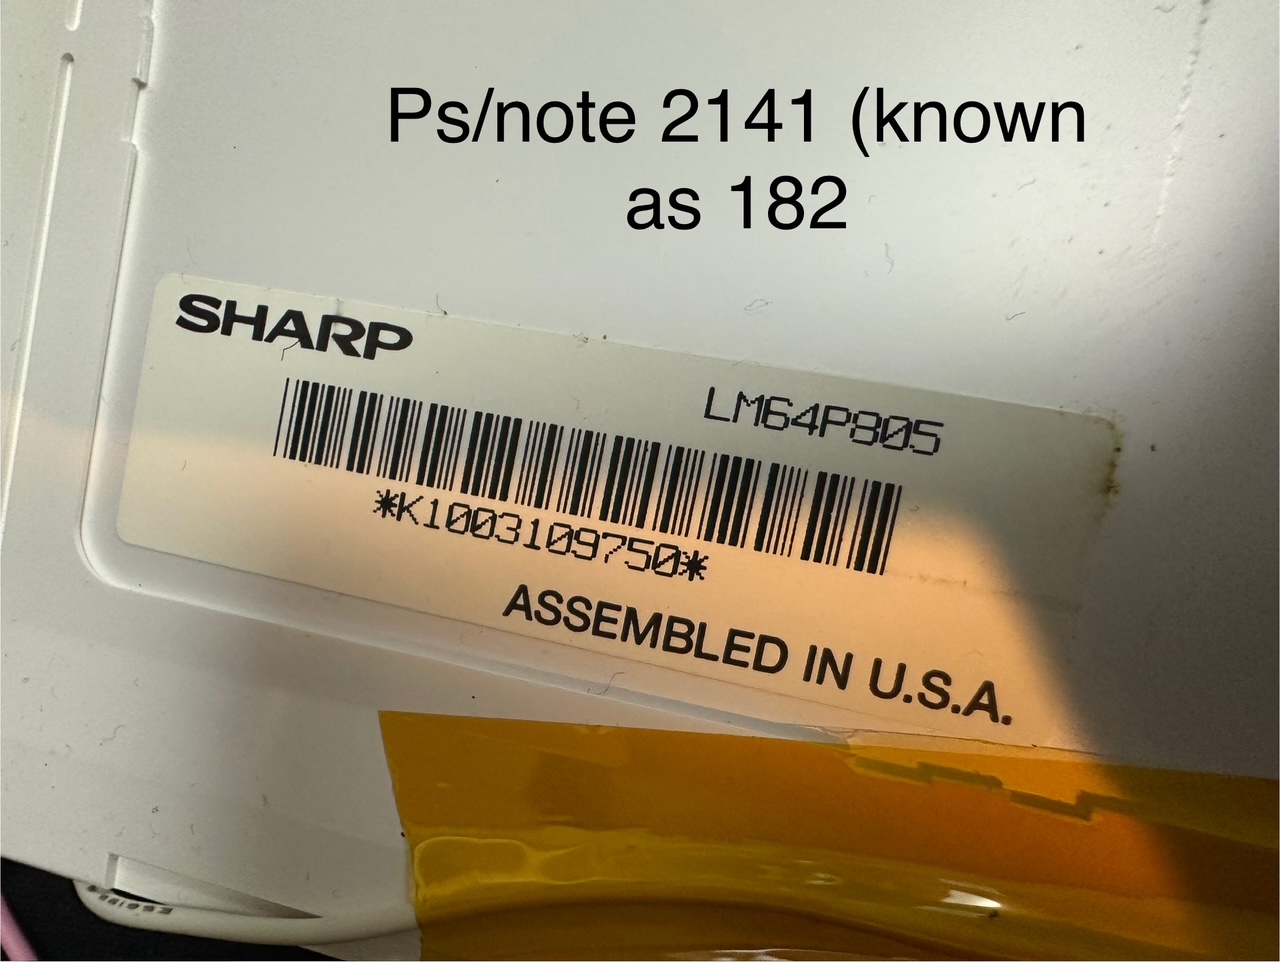 Ps/note 2141 (known
as 182
SHARP
LM64P805
*K1003109750*
ASSEMBLED IN U.S.A.